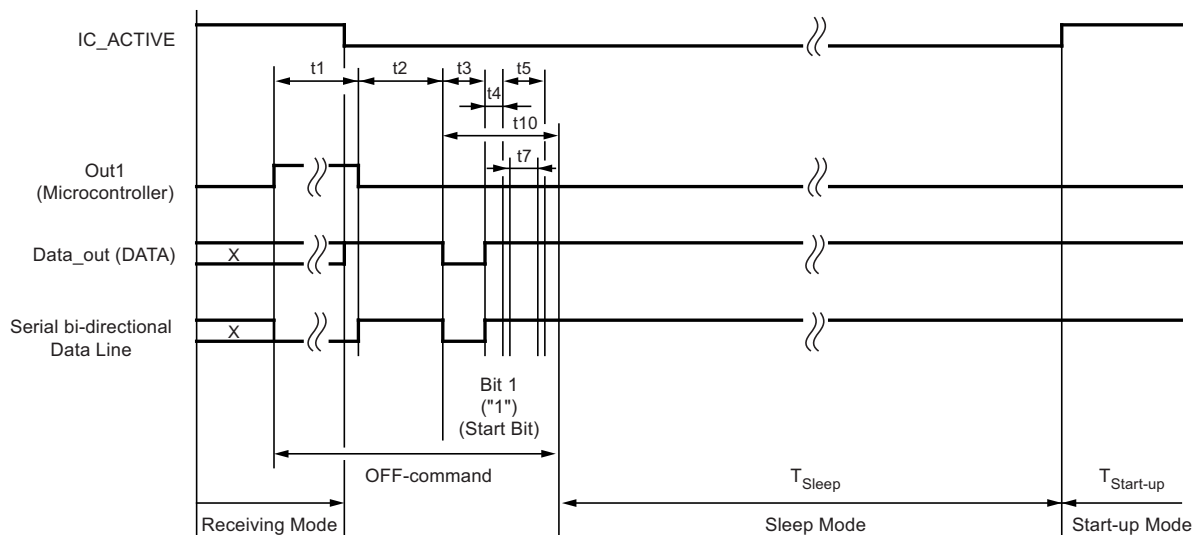 IC_ACTIVE
t1
t2
t3
t5
t4
t10
t7
Out1
(Microcontroller)
Data_out (DATA)
X
Serial bi-directional
Data Line
X
Bit 1
("1")
(Start Bit)
OFF-command
TSleep
TStart-up
Receiving Mode
Sleep Mode
Start-up Mode